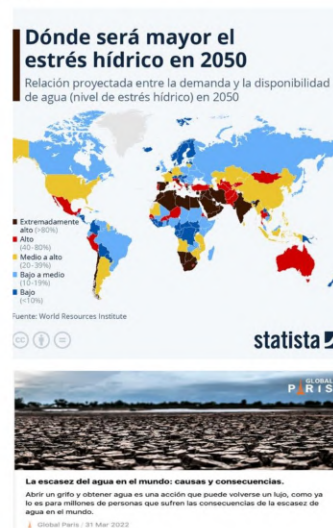 Dónde será mayor el
estrés hídrico en 2050
Relación proyectada entre la demanda y la disponibilidad
de agua (nivel de estrés hídrico) en 2050
Extremadamente
alto (>80%)
Alto
(40-80%)
Medio a alto
(20-39%)
Bajo a medio
(10-19%)
Bajo
(<10%)
Fuente: World Resources Institute
cc
statista
GLOBAL
PARIS
La escasez del agua en el mundo: causas y consecuencias.
Abrir un grifo y obtener agua es una acción que puede volverse un lujo, como ya
lo es para millones de personas que sufren las consecuencias de la escasez de
agua en el mundo.
Global Paris / 31 Mar 2022